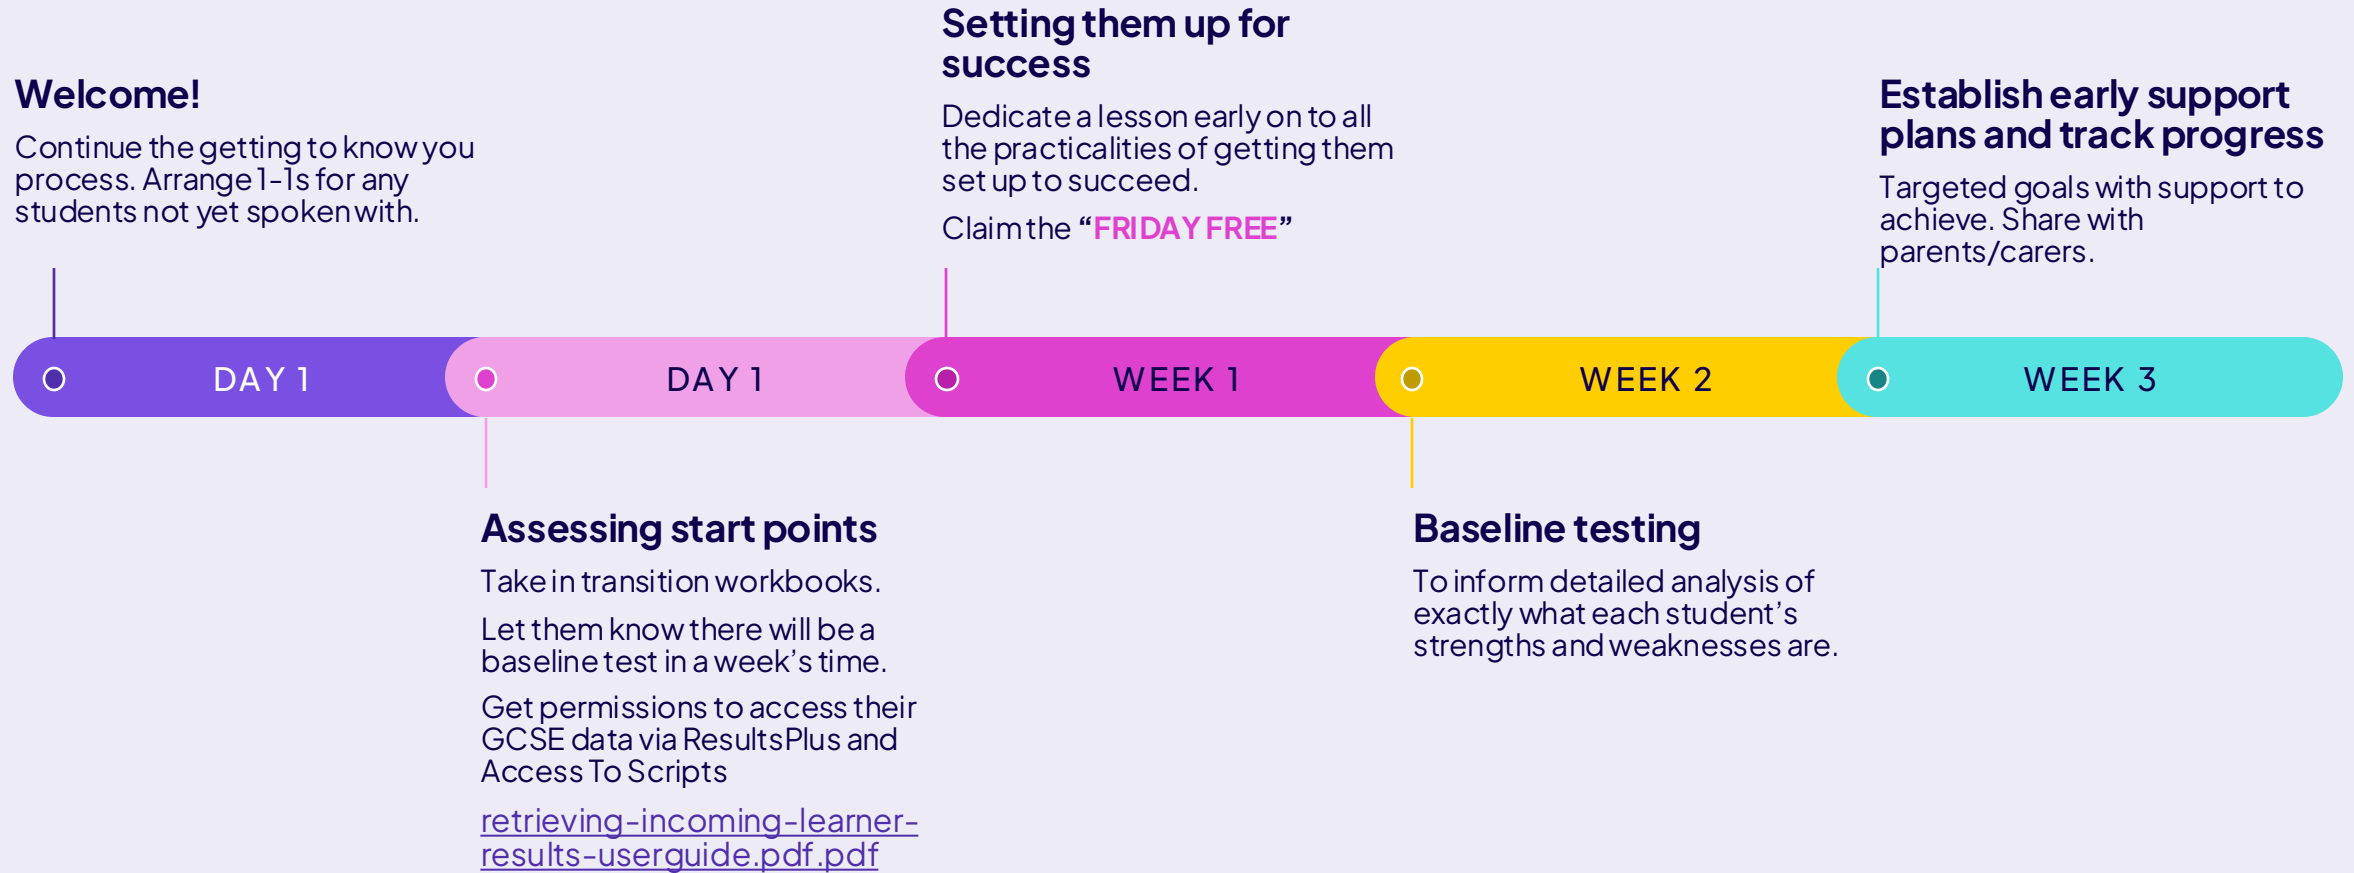 Welcome!
Continue the getting to know you
process. Arrange 1-1s for any
students not yet spoken with.
Setting them up for
success
Dedicate a lesson early on to all
the practicalities of getting them
set up to succeed.
Claim the “FRIDAY FREE”
Establish early support
plans and track progress
Targeted goals with support to
achieve. Share with
parents/carers.
DAY 1
DAY 1
WEEK 1
WEEK 2
WEEK 3
Assessing start points
Take in transition workbooks.
Let them know there will be a
baseline test in a week’s time.
Get permissions to access their
GCSE data via ResultsPlus and
Access To Scripts
retrieving-incoming-learner-
results-userguide.pdf.pdf
Baseline testing
To inform detailed analysis of
exactly what each student’s
strengths and weaknesses are.